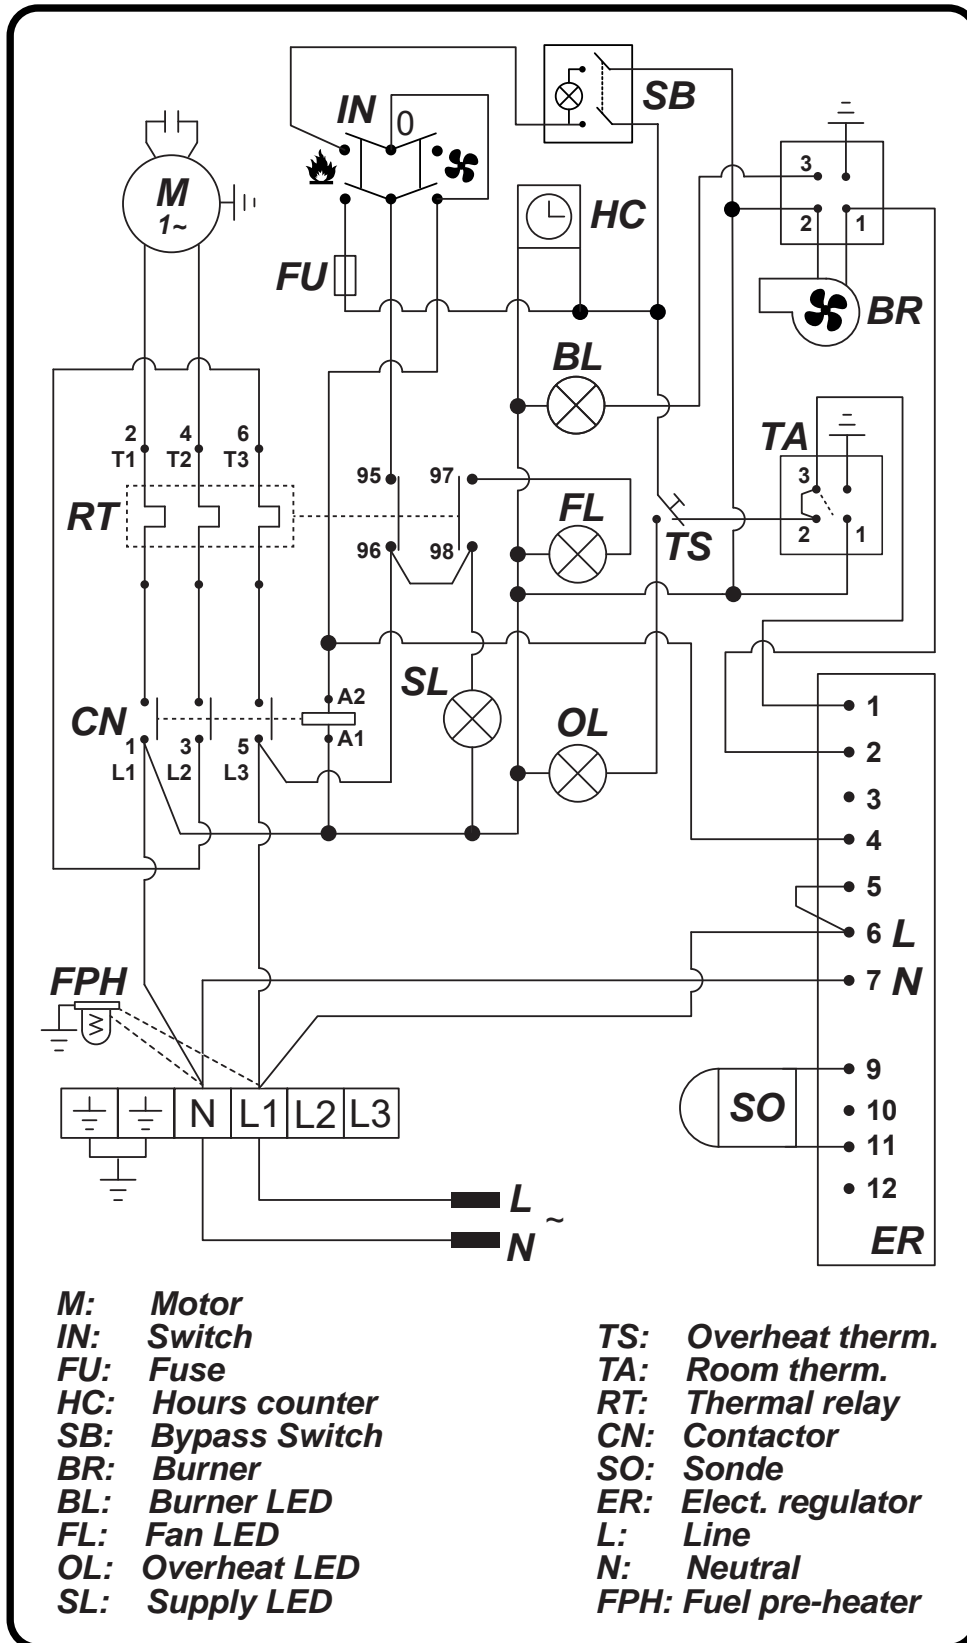 IN
0
SB
M
1~
3
2
1
HC
FU
BR
BL
TA
2
4
6
T1
T2
T3
95
97
3
RT
FL
TS
2
1
96
98
SL
A2
CN
OL
1
3
5
A1
L1
L2
L3
1
2
3
4
5
6 L
7 N
FPH
9
SO
10
11
12
N
L1
L2
L3
L
~
N
ER
M: Motor
IN: Switch
FU: Fuse
HC: Hours counter
SB: Bypass Switch
BR: Burner
BL: Burner LED
FL: Fan LED
OL: Overheat LED
SL: Supply LED
TS: Overheat therm.
TA: Room therm.
RT: Thermal relay
CN: Contactor
SO: Sonde
ER: Elect. regulator
L: Line
N: Neutral
FPH: Fuel pre-heater